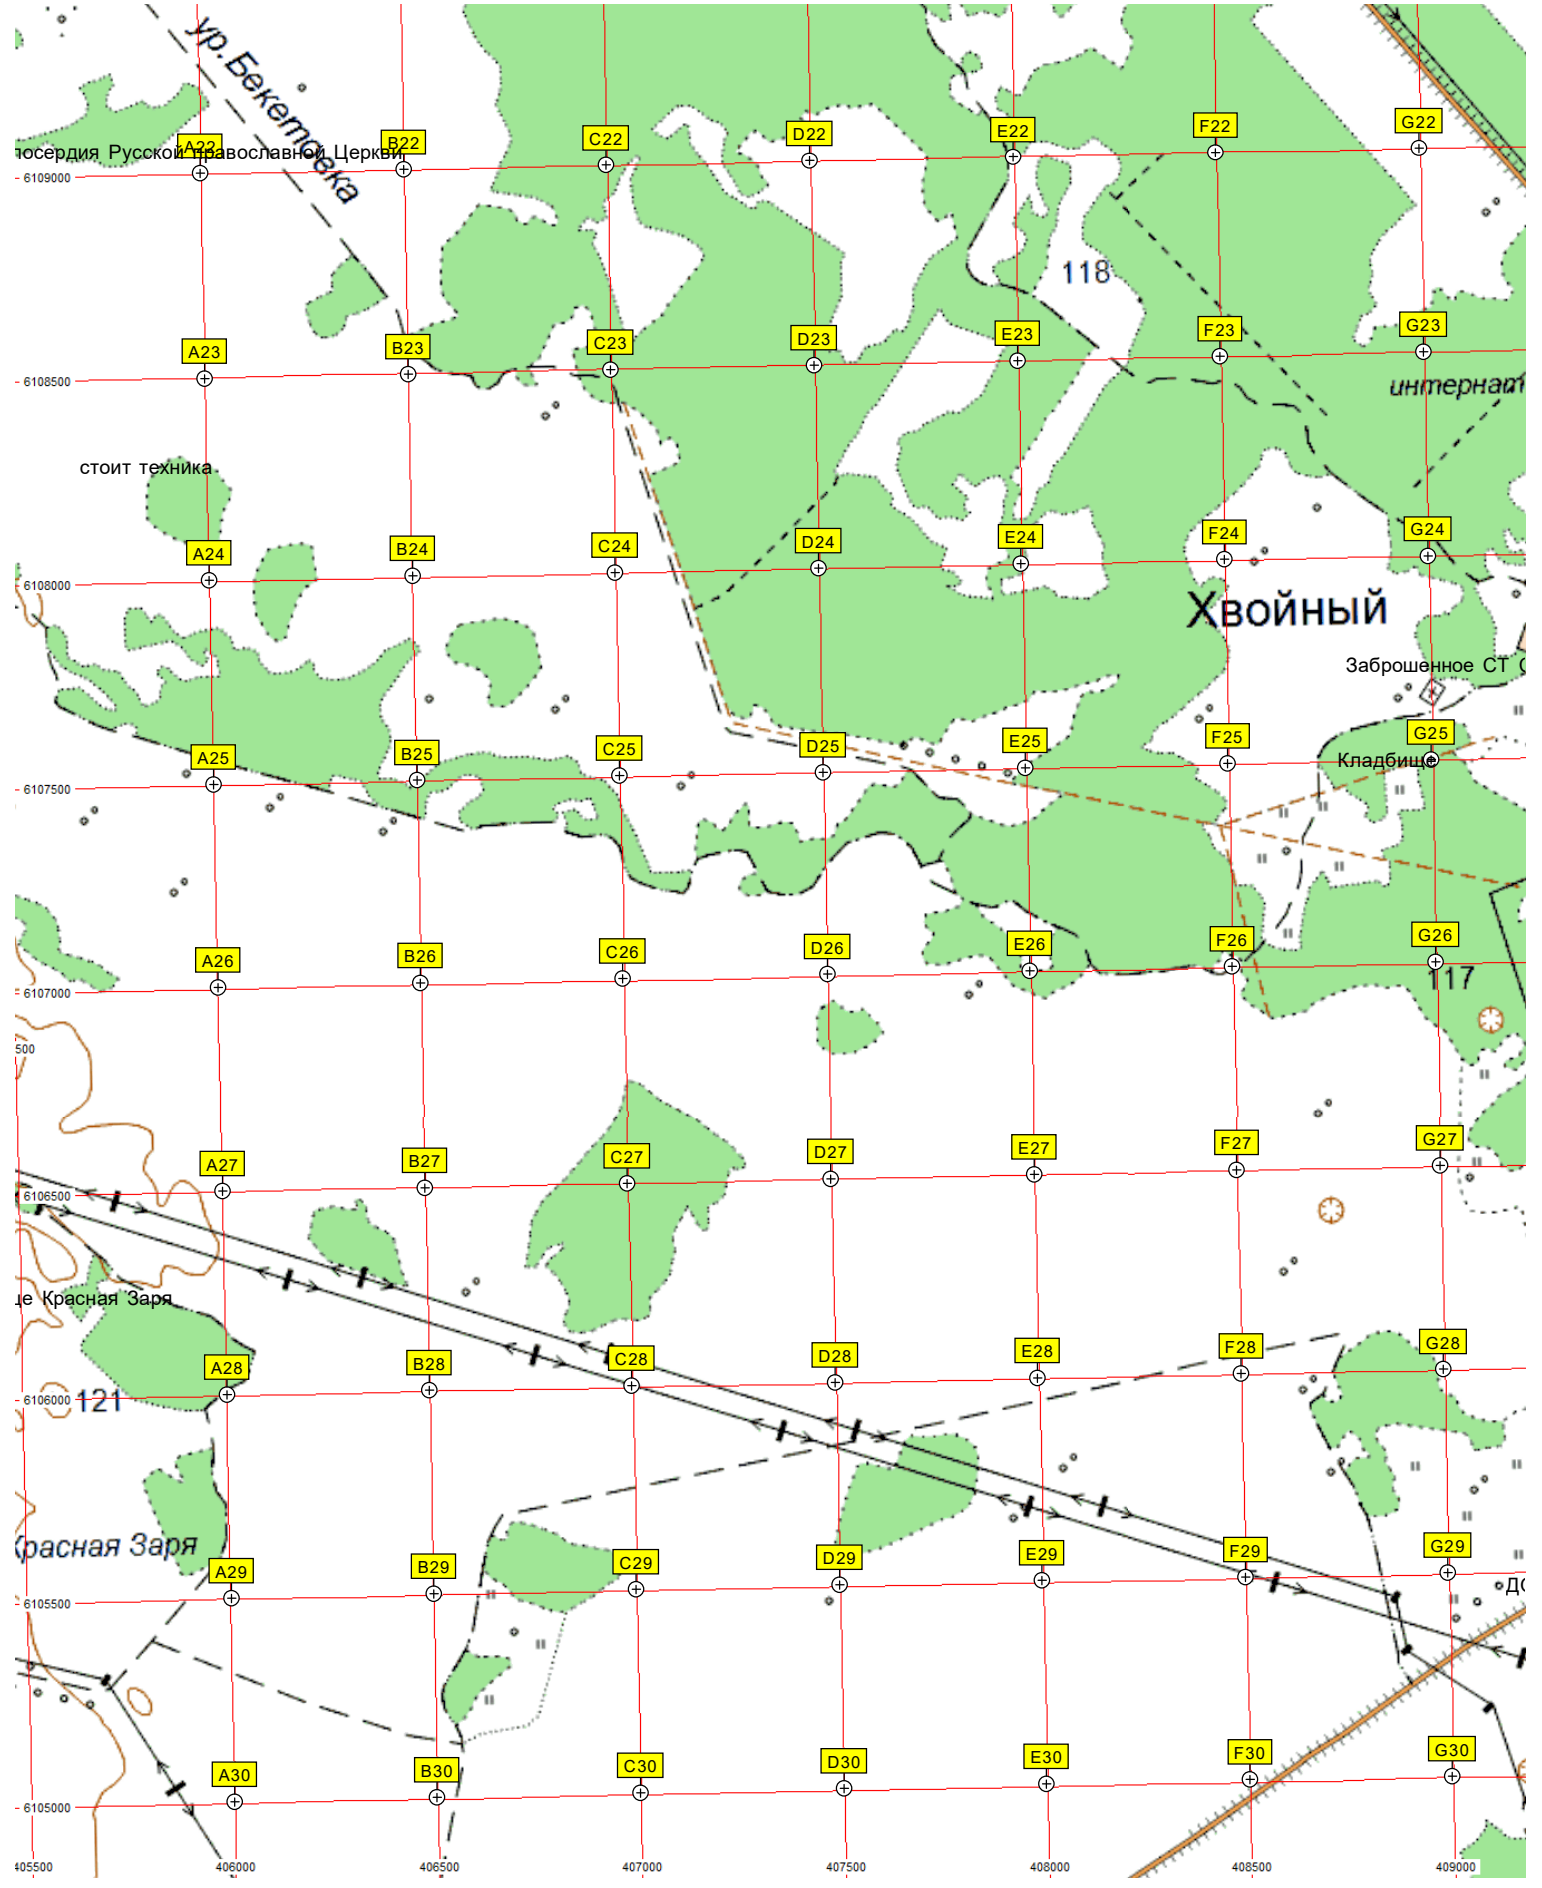 ур.Бекетовка
A22 B22 C22 D22 E22 F22 G22
Русской православной Церкви
6109000
118
A23 B23 C23 D23 E23 F23 G23
6108500
интернат
стоит техника
A24 B24 C24 D24 E24 F24 G24
6108000
Хвойный
Заброшенное СТ
A25 B25 C25 D25 E25 F25 G25
Кладбище
6107500
A26 B26 C26 D26 E26 F26 G26
6107000
117
500
A27 B27 C27 D27 E27 F27 G27
6106500
це Красная Заря
A28 B28 C28 D28 E28 F28 G28
6106000
121
Красная Заря
A29 B29 C29 D29 E29 F29 G29
6105500
ДО
A30 B30 C30 D30 E30 F30 G30
6105000
405500 406000 406500 407000 407500 408000 408500 409000